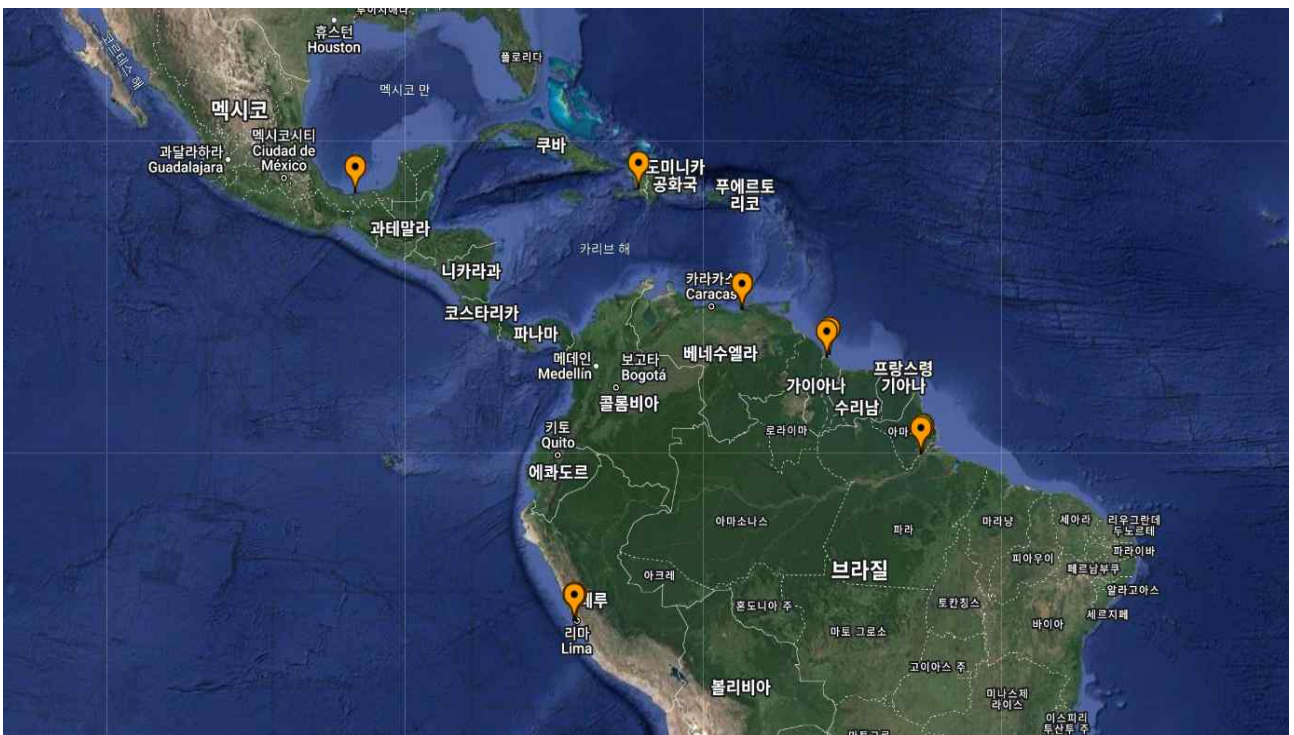 휴스턴
Houston
플로리다
코르테스 해
멕시코 만
멕시코
멕시코시티
Ciudad de
México
과달라하라
Guadalajara
쿠바
도미니카
공화국
푸에르토
리코
과테말라
카리브 해
니카라과
카라카스
Caracas
코스타리카
파나마
메데인
Medellín
보고타
Bogotá
베네수엘라
프랑스령
기아나
가이아나
수리남
콜롬비아
키토
Quito
로라이마
아마
에콰도르
아마소나스
파라
마라냥
세아라
리우그란데
두노르테
파라이바
피아우이
페르남부쿠
아크레
브라질
알라고아스
혼도니아 주
토칸칭스
세르지페
바이아
페루
리마
Lima
마토 그로소
고이아스 주
볼리비아
미나스제
라이스
이스피리
투산투 주